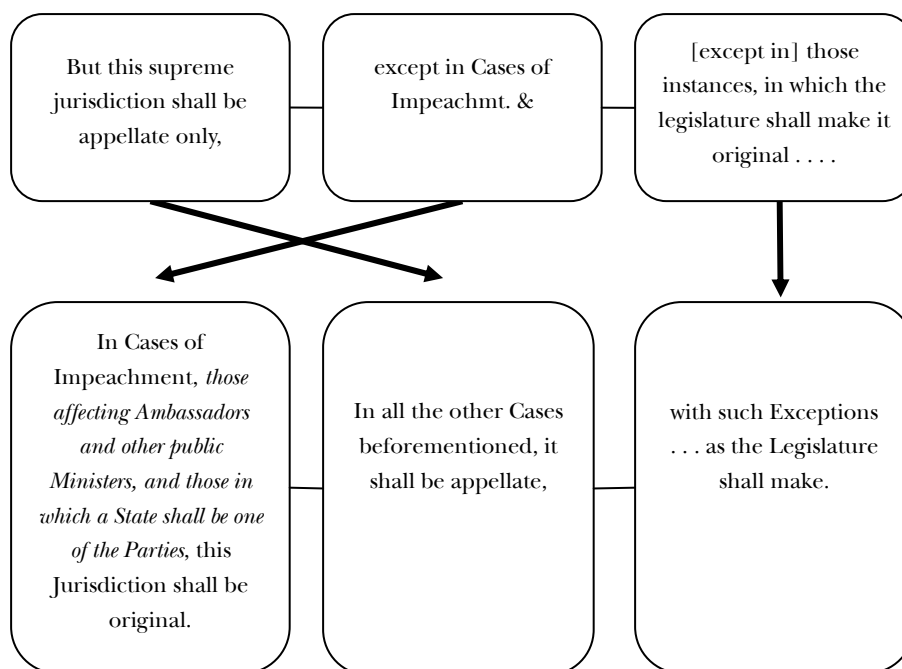 But this supreme
jurisdiction shall be
appellate only,
except in Cases of
Impeachmt. &
[except in] those
instances, in which the
legislature shall make it
original . . . .
In Cases of
Impeachment, those
affecting Ambassadors
and other public
Ministers, and those in
which a State shall be one
of the Parties, this
Jurisdiction shall be
original.
In all the other Cases
beforementioned, it
shall be appellate,
with such Exceptions
. . . as the Legislature
shall make.